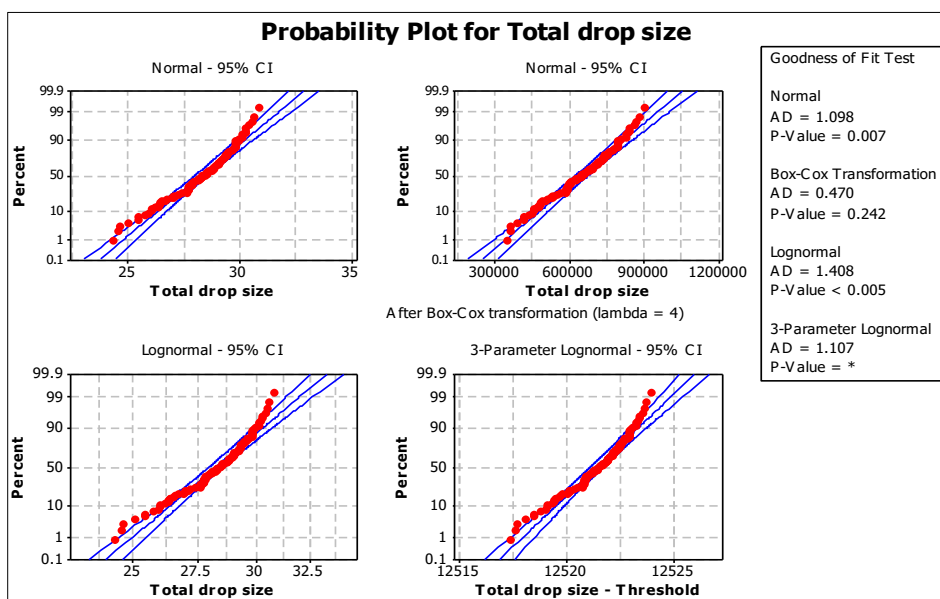 Probability Plot for Total drop size
Normal - 95% CI
Percent
99.9
99
90
50
10
1
0.1
25
30
35
Total drop size
Normal - 95% CI
Percent
99.9
99
90
50
10
1
0.1
300000
600000
900000
1200000
Total drop size
After Box-Cox transformation (lambda = 4)
Lognormal - 95% CI
Percent
99.9
99
90
50
10
1
0.1
25
27.5
30
32.5
Total drop size
3-Parameter Lognormal - 95% CI
Percent
99.9
99
90
50
10
1
0.1
12515
12520
12525
Total drop size - Threshold
Goodness of Fit Test
Normal
AD = 1.098
P-Value = 0.007
Box-Cox Transformation
AD = 0.470
P-Value = 0.242
Lognormal
AD = 1.408
P-Value < 0.005
3-Parameter Lognormal
AD = 1.107
P-Value = *